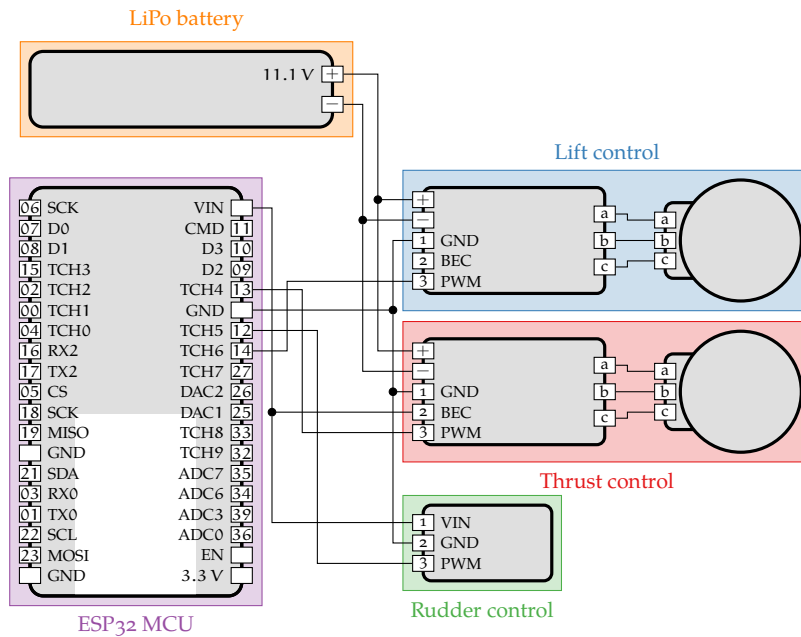 LiPo battery
11.1 V +
−
Lift control
+
−
1 GND
2 BEC
3 PWM
a a
b b
c c
06 SCK VIN
07 D0 CMD 11
08 D1 D3 10
15 TCH3 D2 09
02 TCH2 TCH4 13
00 TCH1 GND
04 TCH0 TCH5 12
16 RX2 TCH6 14
17 TX2 TCH7 27
05 CS DAC2 26
18 SCK DAC1 25
19 MISO TCH8 33
GND TCH9 32
21 SDA ADC7 35
03 RX0 ADC6 34
01 TX0 ADC3 39
22 SCL ADC0 36
23 MOSI EN
GND 3.3 V
ESP32 MCU
+
−
1 GND
2 BEC
3 PWM
a a
b b
c c
Thrust control
1 VIN
2 GND
3 PWM
Rudder control